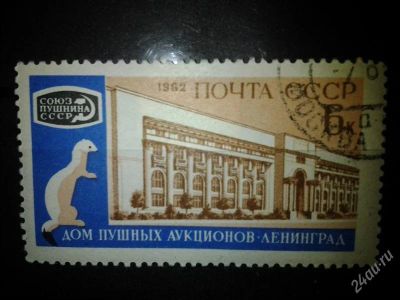 1962 ПОЧТА СССР
6к
СОЮЗ
ПУШНИНА
СССР
ДОМ ПУШНЫХ АУКЦИОНОВ-ЛЕНИНГРАД
24au.ru